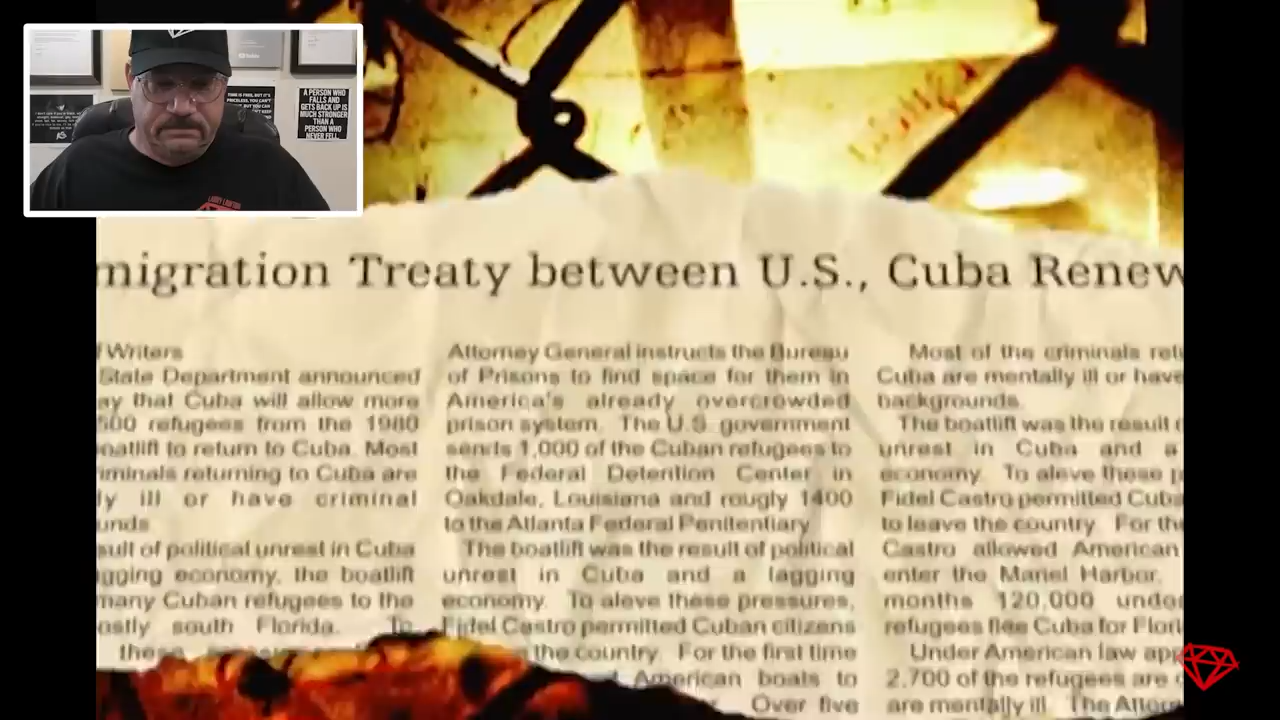 TIME IS FREE, BUT IT'S
PRICELESS. YOU CAN'T
A PERSON WHO
FALLS AND
GETS BACK UP IS
MUCH STRONGER
THAN A
PERSON WHO
NEVER FELL.
migration Treaty between U.S., Cuba Renew
f Writers
State Department announced
ay that Cuba will allow more
500 refugees from the 1980
oatlift to return to Cuba. Most
iminals returning to Cuba are
ly ill or have criminal
unds
sult of political unrest in Cuba
gging economy, the boatlift
many Cuban refugees to the
ostly south Florida. To
these
Attorney General instructs the Bureau
of Prisons to find space for them in
America's already overcrowded
prison system. The U.S. government
sends 1,000 of the Cuban refugees to
the Federal Detention Center in
Oakdale, Louisiana and rougly 1400
to the Atlanta Federal Penitentiary
The boatlift was the result of political
unrest in Cuba and a lagging
economy. To aleve these pressures,
Fidel Castro permitted Cuban citizens
the country. For the first time
American boats to
Over five
Most of the criminals retu
Cuba are mentally ill or have
backgrounds.
The boatlift was the result o
unrest in Cuba and a
economy. To aleve these p
Fidel Castro permitted Cuba
to leave the country. For the
Castro allowed American
enter the Mariel Harbor.
months 120,000 undo
refugees flee Cuba for Flori
Under American law app
2,700 of the refugees are c
are mentally ill. The Attor